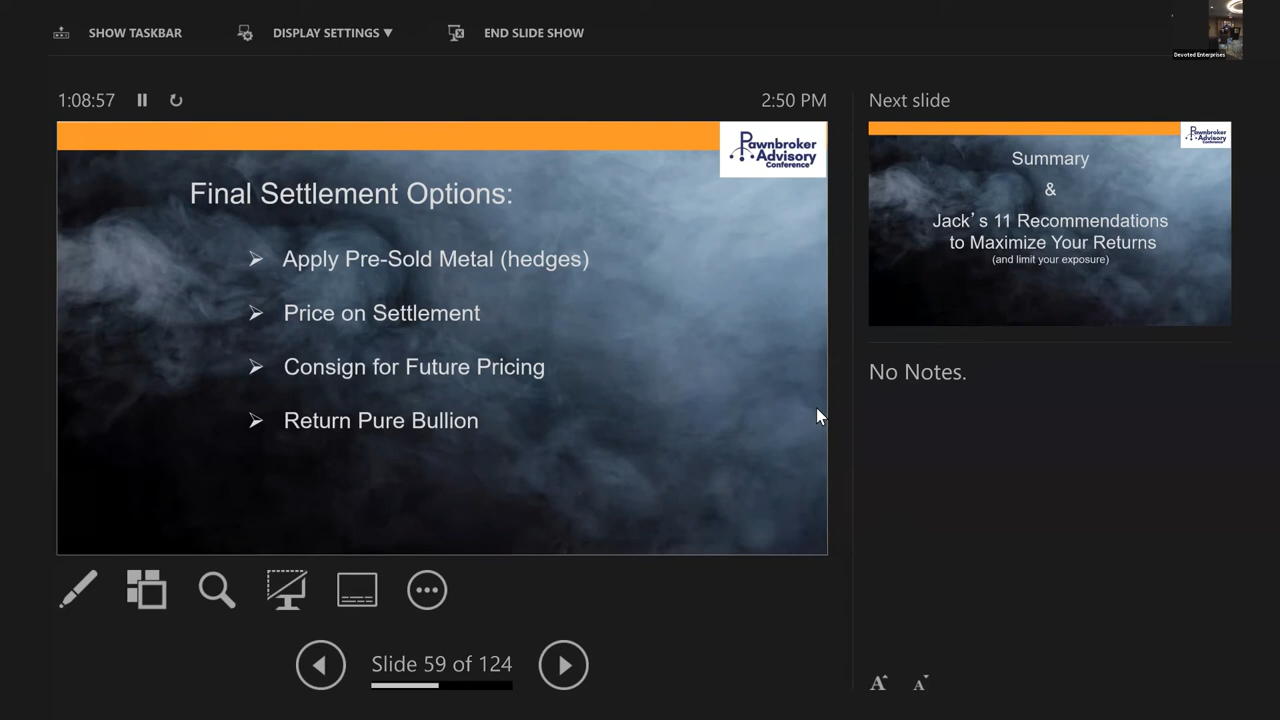 SHOW TASKBAR
DISPLAY SETTINGS ▼
END SLIDE SHOW
Devoted Enterprises
1:08:57
2:50 PM
Next slide
Pawnbroker
Advisory
Conference
Final Settlement Options:
➢ Apply Pre-Sold Metal (hedges)
➢ Price on Settlement
➢ Consign for Future Pricing
➢ Return Pure Bullion
Pawnbroker
Advisory
Conference
Summary
&
Jack's 11 Recommendations
to Maximize Your Returns
(and limit your exposure)
No Notes.
Slide 59 of 124
A A